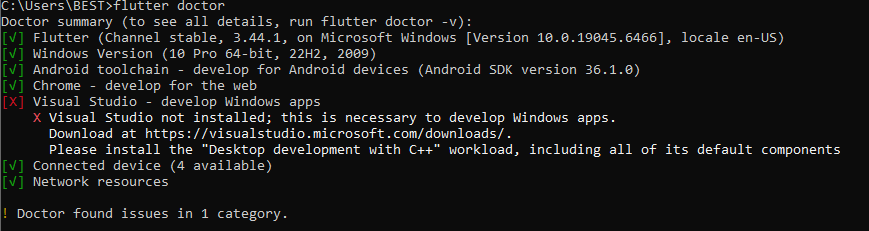 C:\Users\BEST>flutter doctor
Doctor summary (to see all details, run flutter doctor -v):
[√] Flutter (Channel stable, 3.44.1, on Microsoft Windows [Version 10.0.19045.6466], locale en-US)
[√] Windows Version (10 Pro 64-bit, 22H2, 2009)
[√] Android toolchain - develop for Android devices (Android SDK version 36.1.0)
[√] Chrome - develop for the web
[X] Visual Studio - develop Windows apps
X Visual Studio not installed; this is necessary to develop Windows apps.
Download at https://visualstudio.microsoft.com/downloads/.
Please install the "Desktop development with C++" workload, including all of its default components
[√] Connected device (4 available)
[√] Network resources
! Doctor found issues in 1 category.